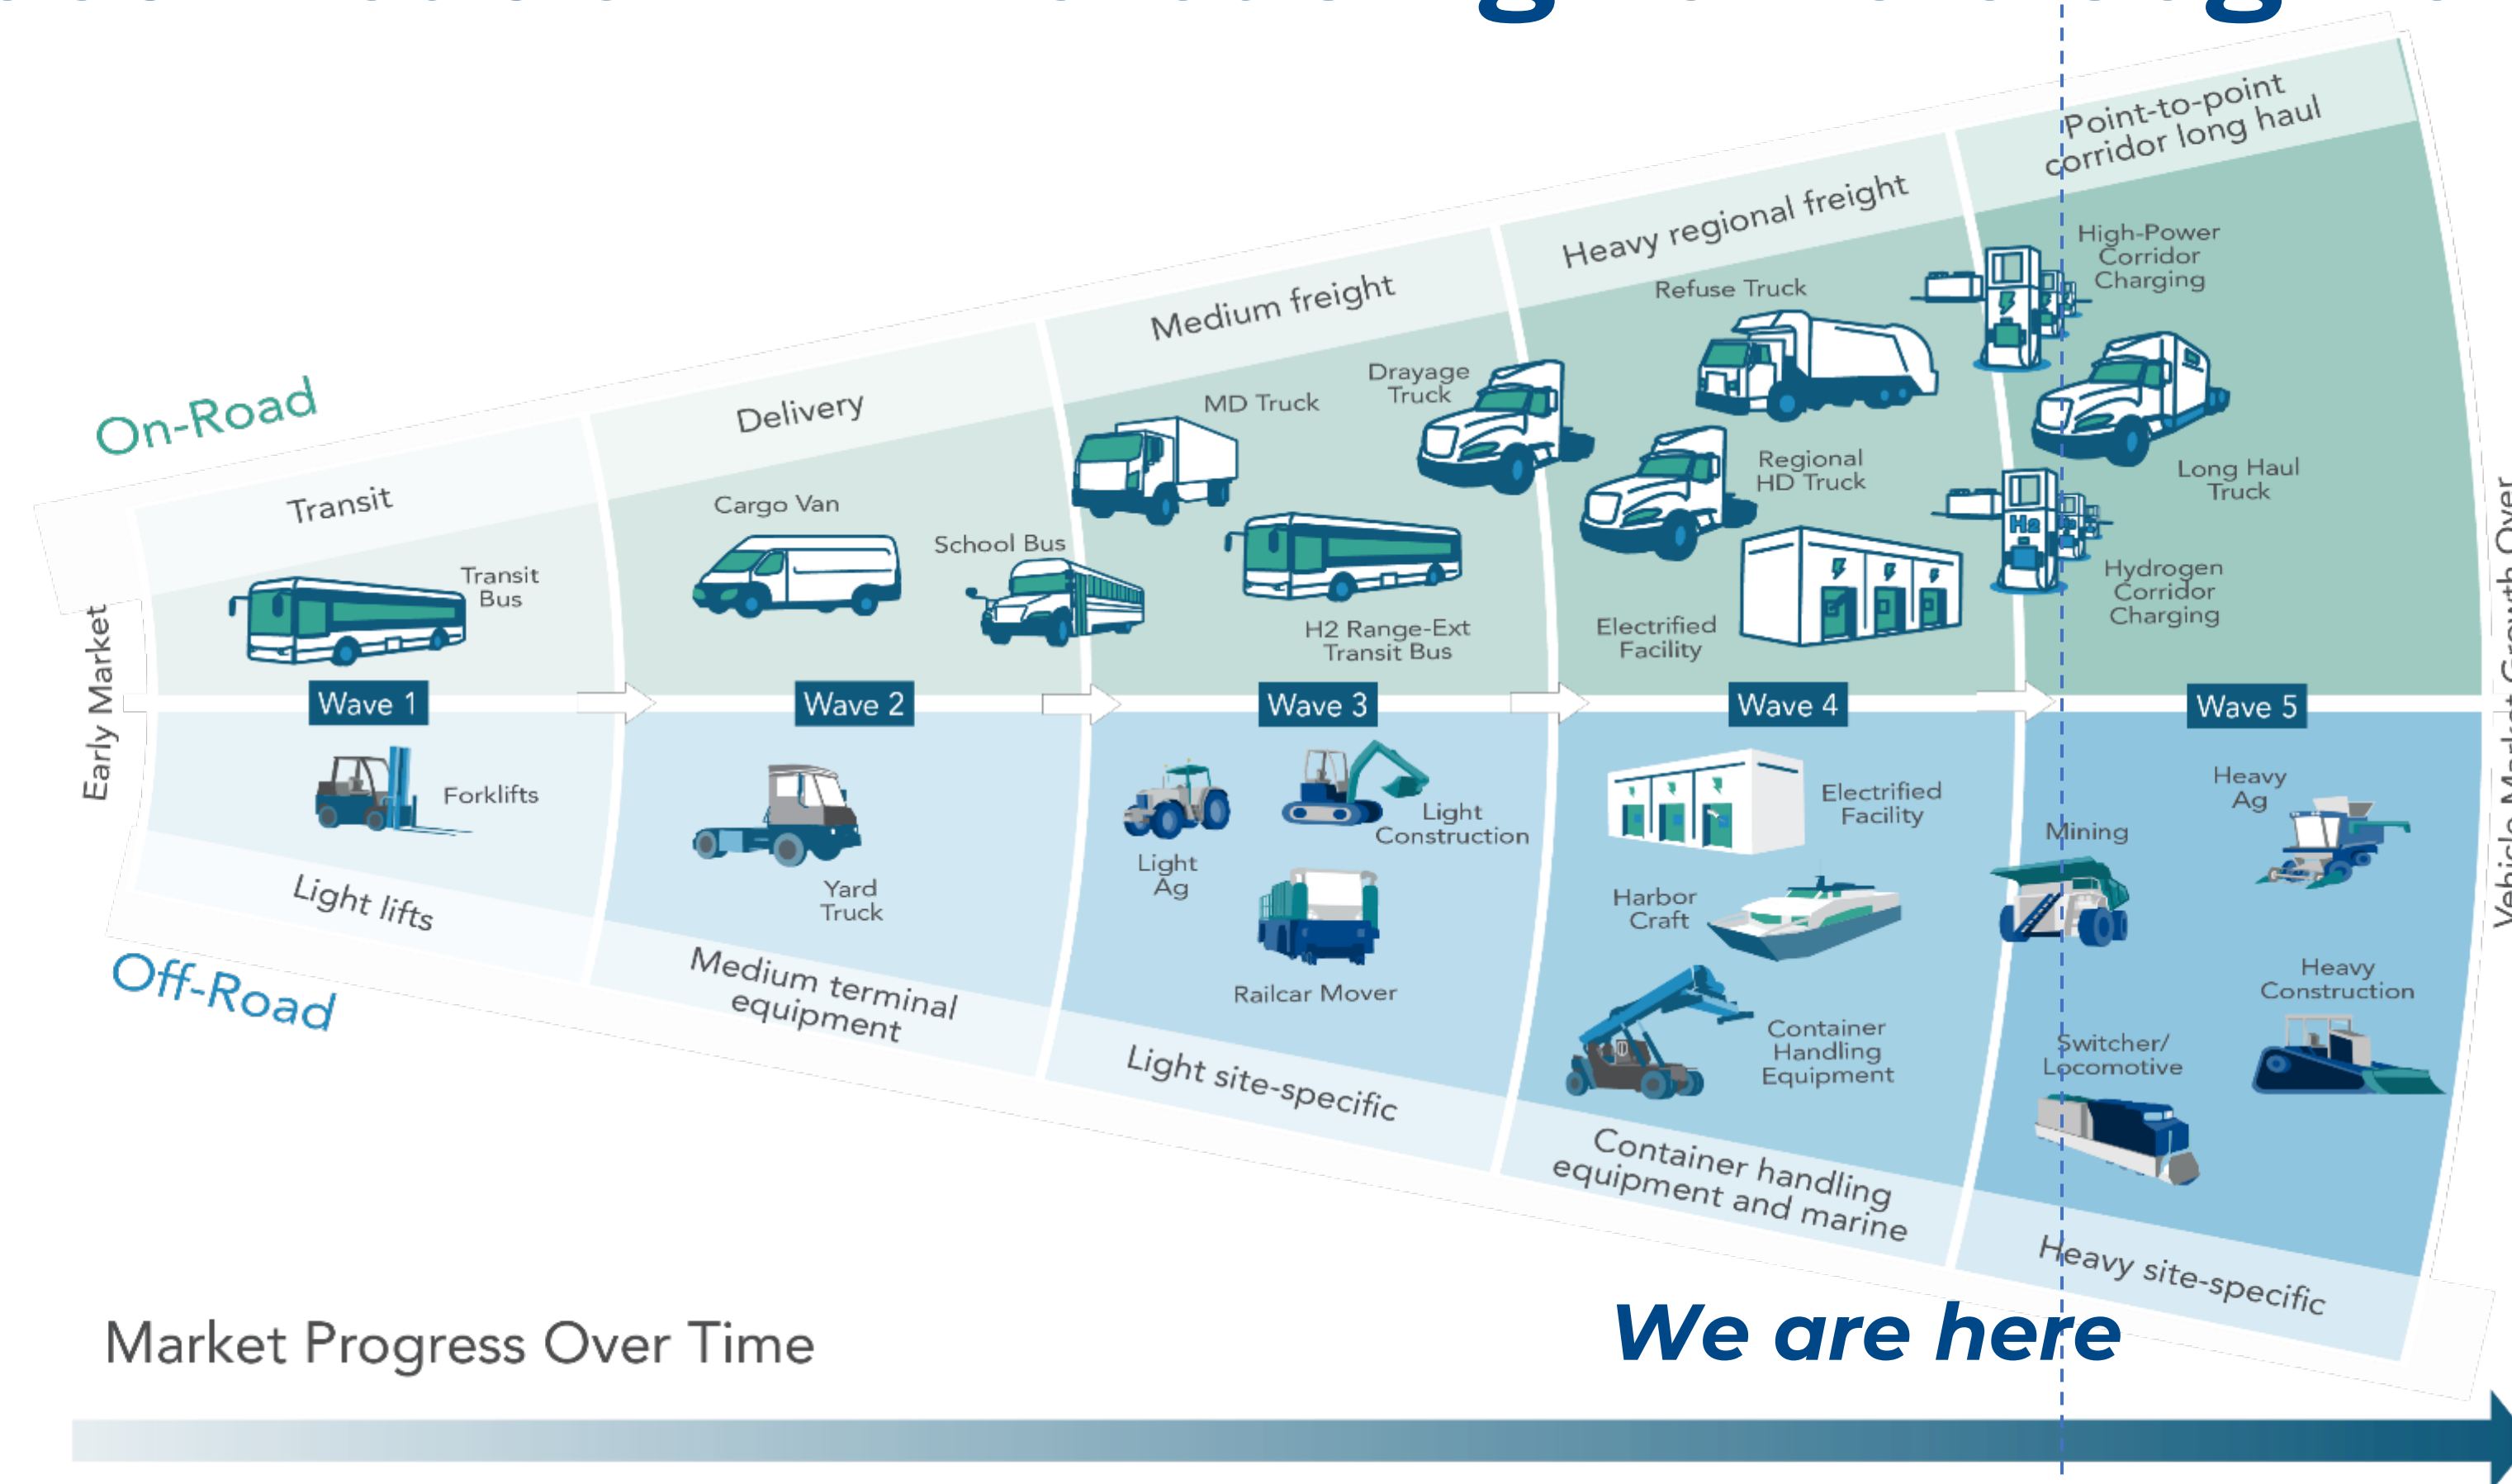 Point-to-point
corridor long haul
Heavy regional freight
Medium freight
Delivery
Transit
On-Road
High-Power
Corridor
Charging
Refuse Truck
Drayage
Truck
MD Truck
Regional
HD Truck
Long Haul
Truck
Cargo Van
School Bus
Transit
Bus
H2
Hydrogen
Corridor
Charging
H2 Range-Ext
Transit Bus
Electrified
Facility
Early Market
Wave 1
Wave 2
Wave 3
Wave 4
Wave 5
Vehicle Market Growth Over
Forklifts
Yard
Truck
Light
Ag
Light
Construction
Railcar Mover
Electrified
Facility
Harbor
Craft
Container
Handling
Equipment
Mining
Heavy
Ag
Heavy
Construction
Switcher/
Locomotive
Light lifts
Off-Road
Medium terminal
equipment
Light site-specific
Container handling
equipment and marine
Heavy site-specific
We are here
Market Progress Over Time